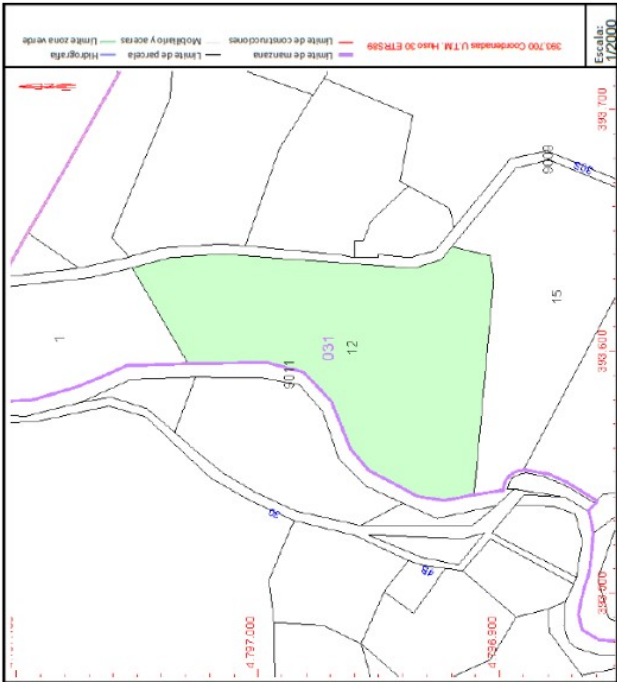 393,700 Coordenadas U.T.M. Huso 30 ETRS89
Límite de manzana
Límite de parcela
Hidrografía
Límite de construcciones
Mobiliario y aceras
Límite zona verde
Escala:
1/2000
393,700
9009
15
1
031
12
393,600
9011
30
4,797,000
4,796,900